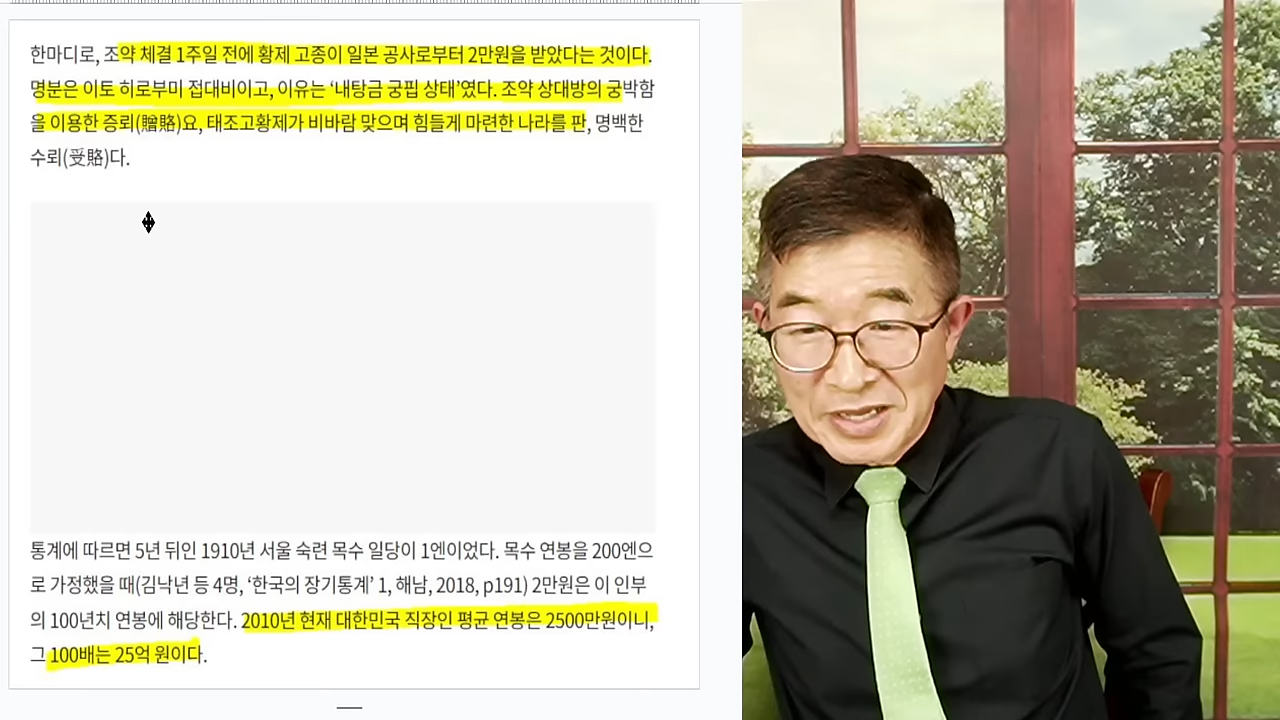 한마디로, 조약 체결 1주일 전에 황제 고종이 일본 공사로부터 2만원을 받았다는 것이다.
명분은 이토 히로부미 접대비이고, 이유는 ‘내탕금 궁핍 상태’였다. 조약 상대방의 궁박함
을 이용한 증뢰(贈賂)요, 태조고황제가 비바람 맞으며 힘들게 마련한 나라를 판, 명백한
수뢰(受賂)다.
통계에 따르면 5년 뒤인 1910년 서울 숙련 목수 일당이 1엔이었다. 목수 연봉을 200엔으
로 가정했을 때(김낙년 등 4명, ‘한국의 장기통계’ 1, 해남, 2018, p191) 2만원은 이 인부
의 100년치 연봉에 해당한다. 2010년 현재 대한민국 직장인 평균 연봉은 2500만원이니,
그 100배는 25억 원이다.